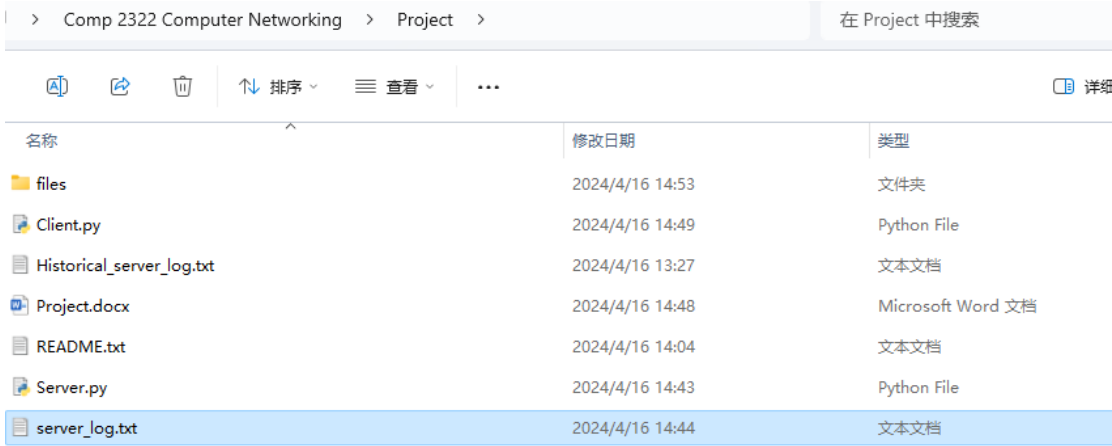 > Comp 2322 Computer Networking > Project > 在 Project 中搜索
排序 查看 ... 详细
名称 修改日期 类型
files 2024/4/16 14:53 文件夹
Client.py 2024/4/16 14:49 Python File
Historical_server_log.txt 2024/4/16 13:27 文本文档
Project.docx 2024/4/16 14:48 Microsoft Word 文档
README.txt 2024/4/16 14:04 文本文档
Server.py 2024/4/16 14:43 Python File
server_log.txt 2024/4/16 14:44 文本文档